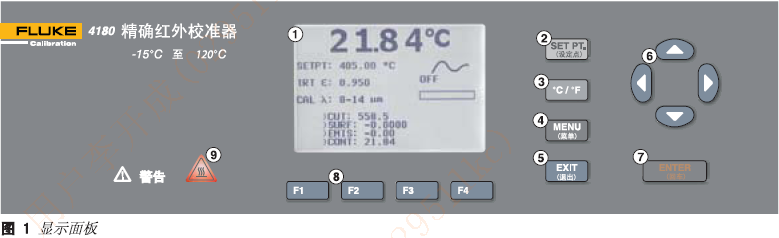 FLUKE
Calibration
4180 精确红外校准器
-15°C 至 120°C
① 21.84°C
SETPT: 405.00 °C
IRT ε: 0.950
OFF
CAL λ: 8-14 um
>CUT: 558.5
>SURF: -0.0000
>EMIS: -0.00
>CONT: 21.84
② SET PT.
(设定点)
③ °C / °F
④ MENU
(菜单)
⑤ EXIT
(退出)
⑥
⑦ ENTER
⑧
F1 F2 F3 F4
警告 ⑨
图 1 显示面板